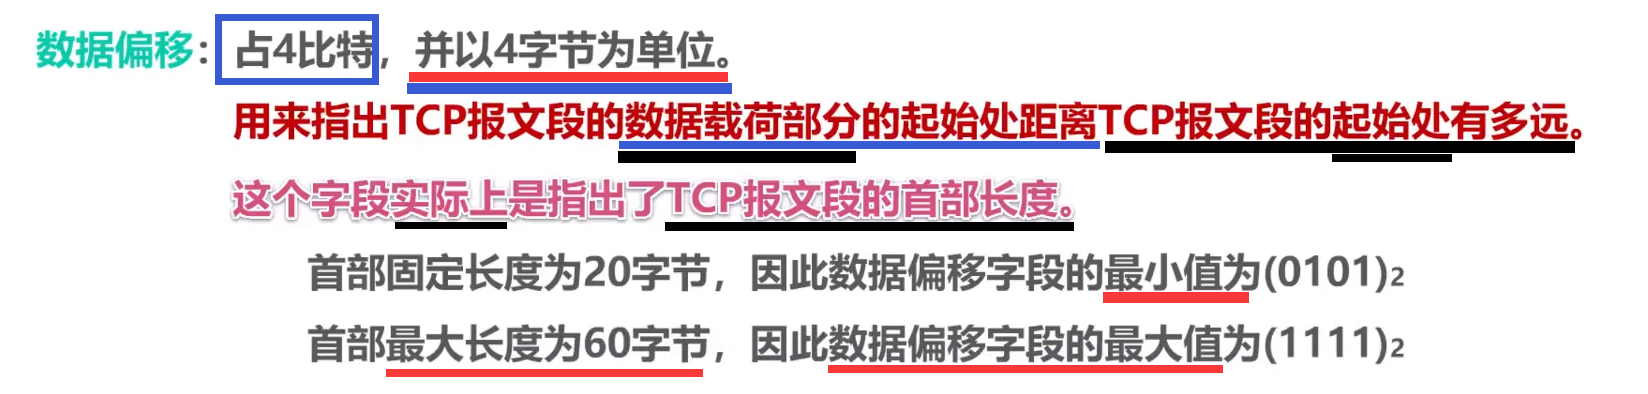 数据偏移：占4比特，并以4字节为单位。
用来指出TCP报文段的数据载荷部分的起始处距离TCP报文段的起始处有多远。
这个字段实际上是指出了TCP报文段的首部长度。
首部固定长度为20字节，因此数据偏移字段的最小值为(0101)₂
首部最大长度为60字节，因此数据偏移字段的最大值为(1111)₂